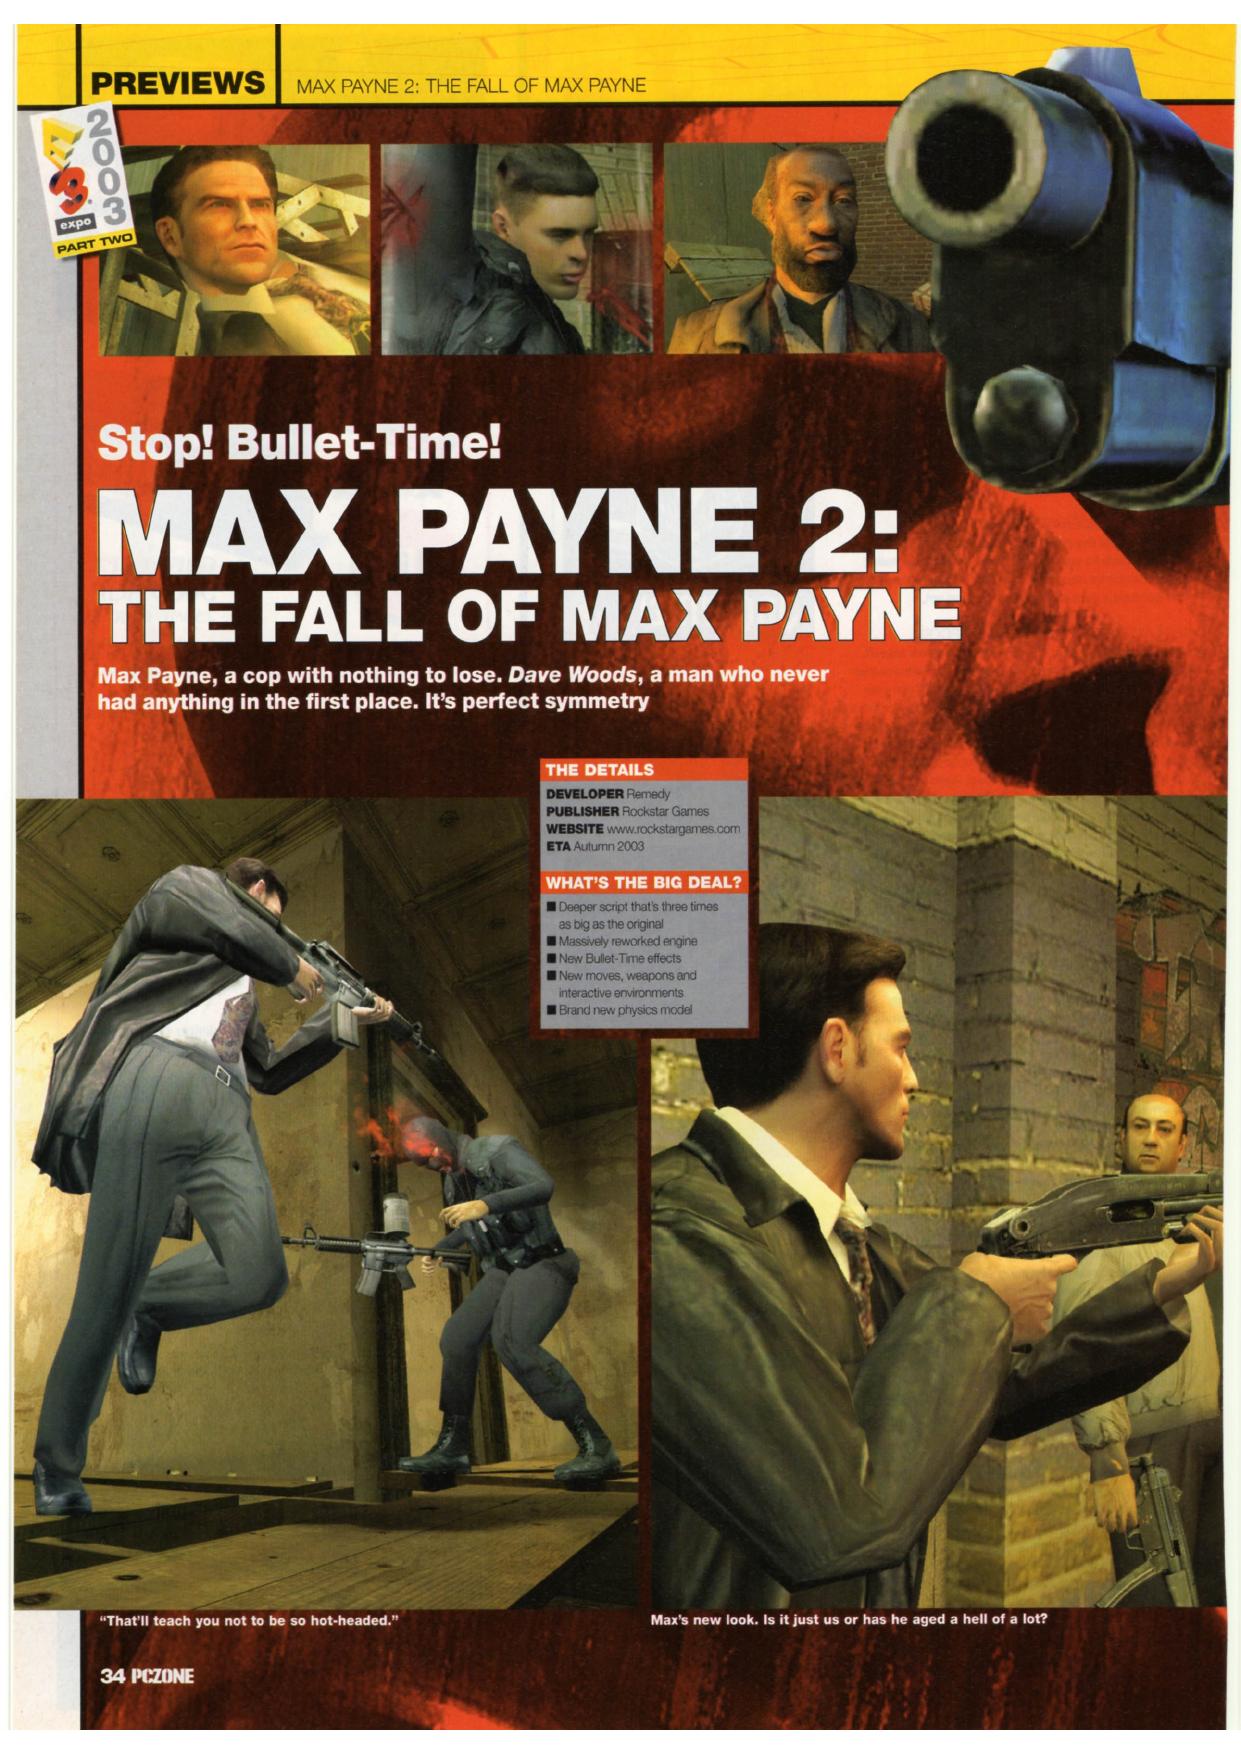 PREVIEWS
MAX PAYNE 2: THE FALL OF MAX PAYNE
E3
2003
expo
PART TWO
Stop! Bullet-Time!
MAX PAYNE 2:
THE FALL OF MAX PAYNE
Max Payne, a cop with nothing to lose. Dave Woods, a man who never
had anything in the first place. It's perfect symmetry
THE DETAILS
DEVELOPER Remedy
PUBLISHER Rockstar Games
WEBSITE www.rockstargames.com
ETA Autumn 2003
WHAT'S THE BIG DEAL?
■ Deeper script that's three times
as big as the original
■ Massively reworked engine
■ New Bullet-Time effects
■ New moves, weapons and
interactive environments
■ Brand new physics model
“That'll teach you not to be so hot-headed.”
Max's new look. Is it just us or has he aged a hell of a lot?
34 PCZONE